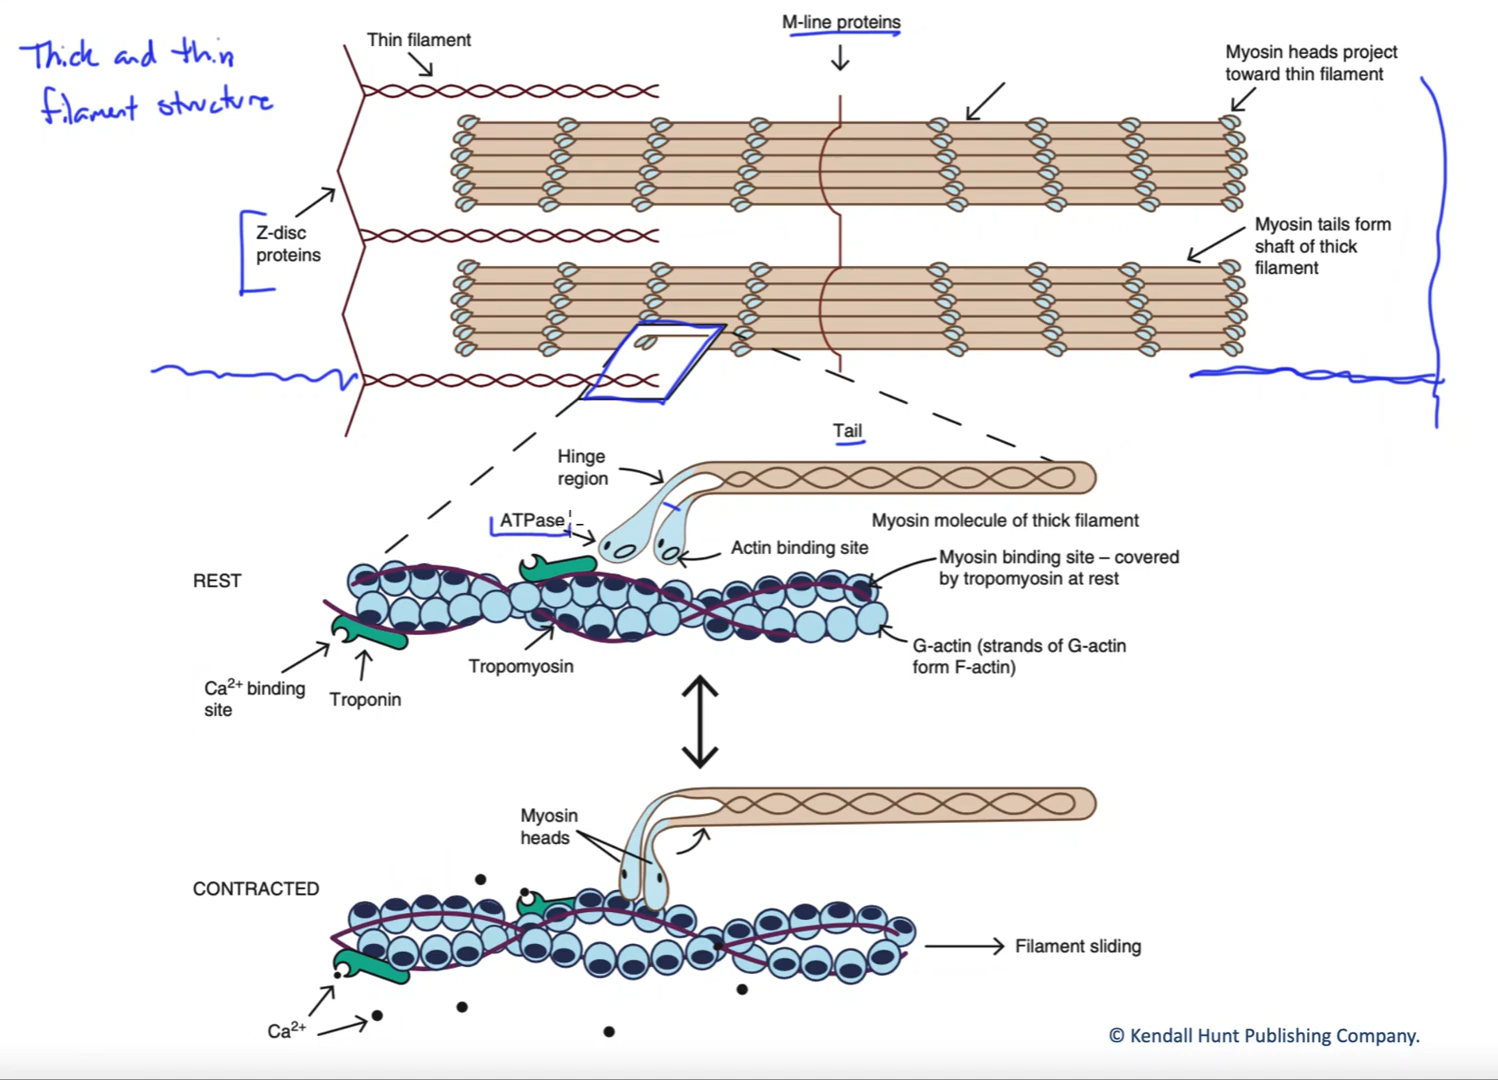 Thick and thin
filament structure
Thin filament
M-line proteins
Myosin heads project
toward thin filament
Z-disc
proteins
Myosin tails form
shaft of thick
filament
Tail
Hinge
region
ATPase
Myosin molecule of thick filament
Actin binding site
Myosin binding site – covered
by tropomyosin at rest
REST
G-actin (strands of G-actin
form F-actin)
Tropomyosin
Ca²⁺ binding
site
Troponin
Myosin
heads
CONTRACTED
Filament sliding
Ca²⁺
© Kendall Hunt Publishing Company.